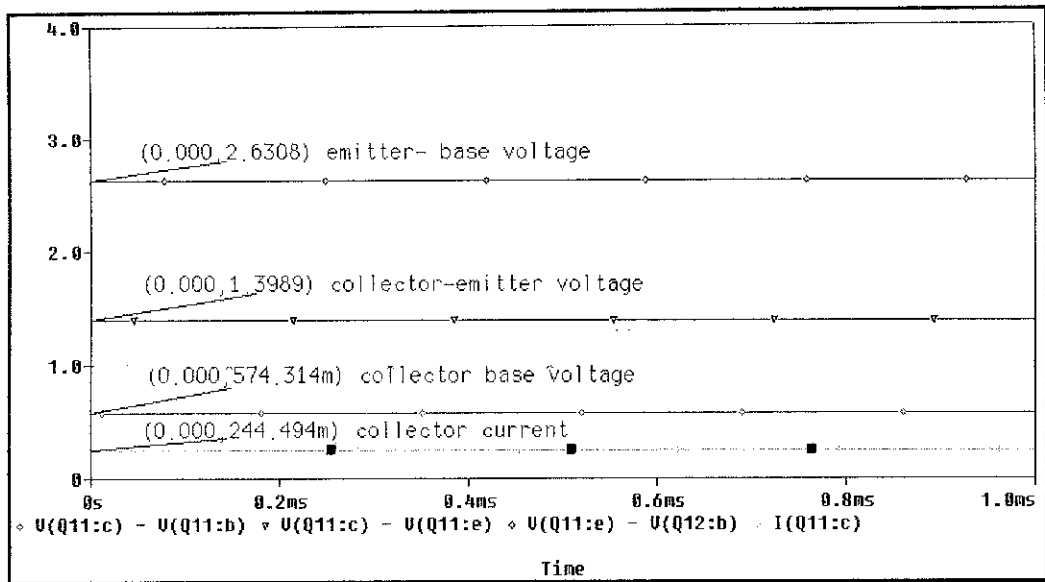 4.0
3.0
(0.000,2.6308) emitter- base voltage
2.0
(0.000,1.3989) collector-emitter voltage
1.0
(0.000,574.314m) collector base voltage
(0.000,244.494m) collector current
0
0s 0.2ms 0.4ms 0.6ms 0.8ms 1.0ms
V(Q11:c) - V(Q11:b) V(Q11:c) - V(Q11:e) V(Q11:e) - V(Q12:b) I(Q11:c)
Time